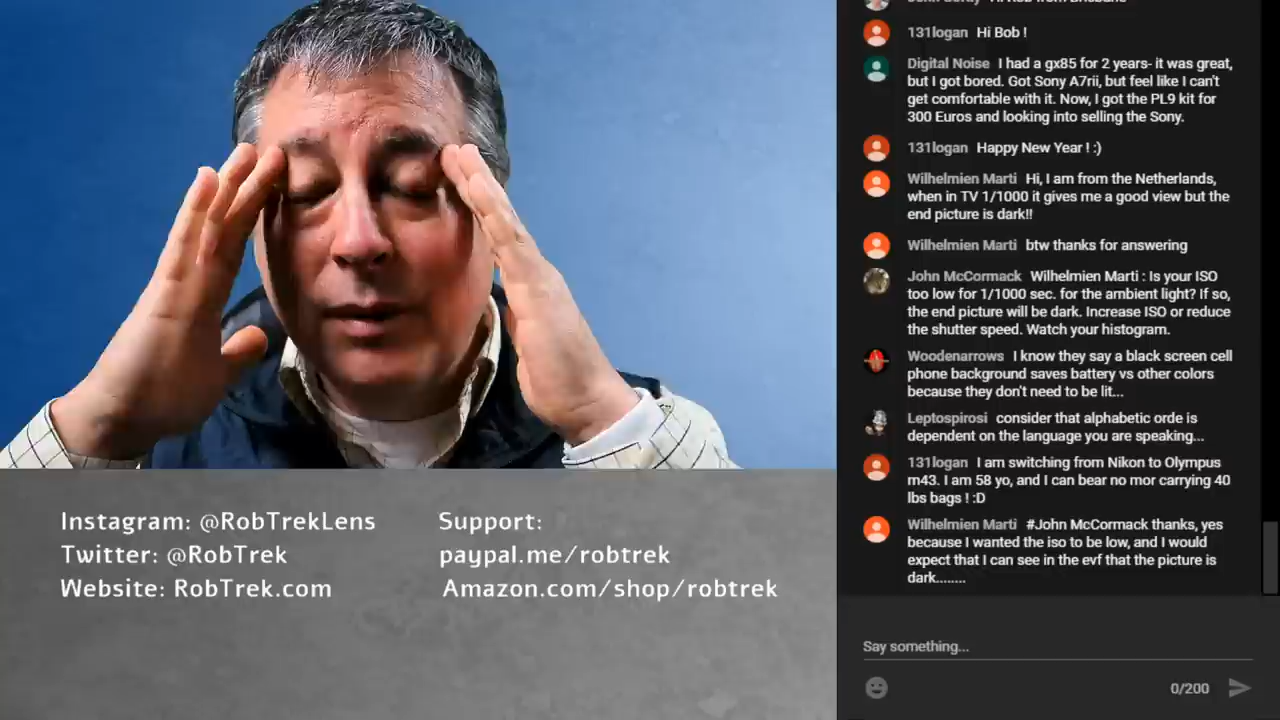 131logan Hi Bob !
Digital Noise I had a gx85 for 2 years- it was great,
but I got bored. Got Sony A7rii, but feel like I can't
get comfortable with it. Now, I got the PL9 kit for
300 Euros and looking into selling the Sony.
131logan Happy New Year ! :)
Wilhelmien Marti Hi, I am from the Netherlands,
when in TV 1/1000 it gives me a good view but the
end picture is dark!!
Wilhelmien Marti btw thanks for answering
John McCormack Wilhelmien Marti : Is your ISO
too low for 1/1000 sec. for the ambient light? If so,
the end picture will be dark. Increase ISO or reduce
the shutter speed. Watch your histogram.
Woodenarrows I know they say a black screen cell
phone background saves battery vs other colors
because they don't need to be lit...
Leptospirosi consider that alphabetic orde is
dependent on the language you are speaking...
131logan I am switching from Nikon to Olympus
m43. I am 58 yo, and I can bear no mor carrying 40
lbs bags ! :D
Wilhelmien Marti #John McCormack thanks, yes
because I wanted the iso to be low, and I would
expect that I can see in the evf that the picture is
dark........
Say something...
0/200
Instagram: @RobTrekLens
Twitter: @RobTrek
Website: RobTrek.com
Support:
paypal.me/robtrek
Amazon.com/shop/robtrek